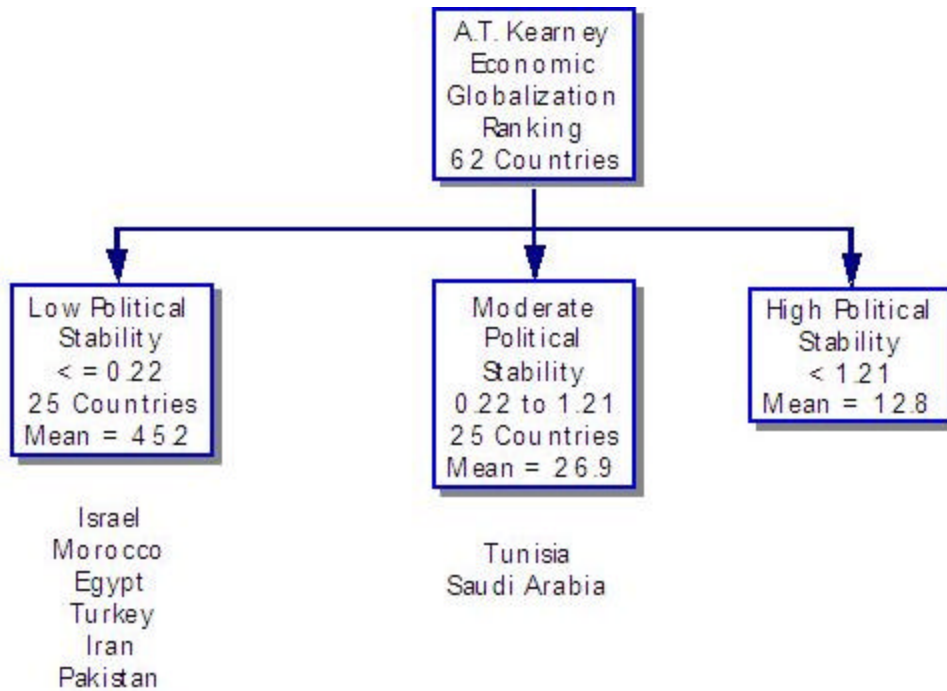 A.T. Kearney
Economic
Globalization
Ranking
62 Countries
Low Political
Stability
< = 0.22
25 Countries
Mean = 45.2
Moderate
Political
Stability
0.22 to 1.21
25 Countries
Mean = 26.9
High Political
Stability
< 1.21
Mean = 12.8
Israel
Morocco
Egypt
Turkey
Iran
Pakistan
Tunisia
Saudi Arabia